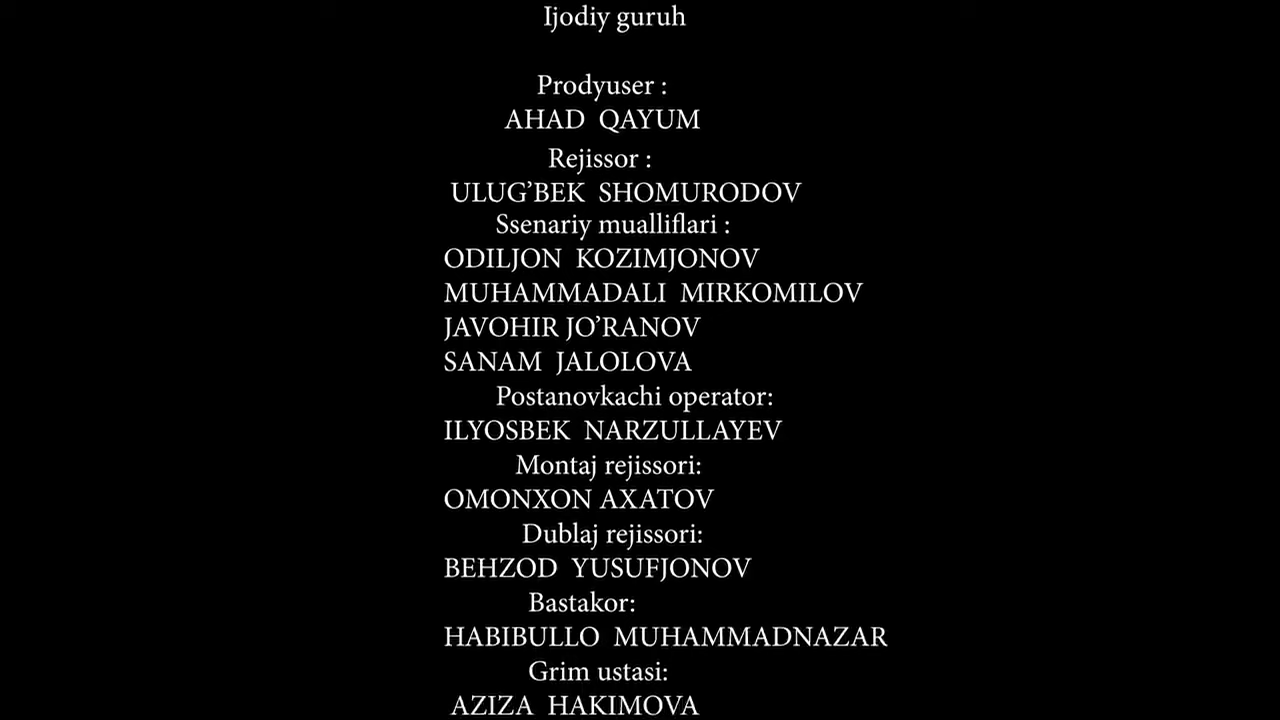 Ijodiy guruh
Prodyuser :
AHAD QAYUM
Rejissor :
ULUG’BEK SHOMURODOV
Ssenariy mualliflari :
ODILJON KOZIMJONOV
MUHAMMADALI MIRKOMILOV
JAVOHIR JO’RANOV
SANAM JALOLOVA
Postanovkachi operator:
ILYOSBEK NARZULLAYEV
Montaj rejissori:
OMONXON AXATOV
Dublaj rejissori:
BEHZOD YUSUFJONOV
Bastakor:
HABIBULLO MUHAMMADNAZAR
Grim ustasi:
AZIZA HAKIMOVA